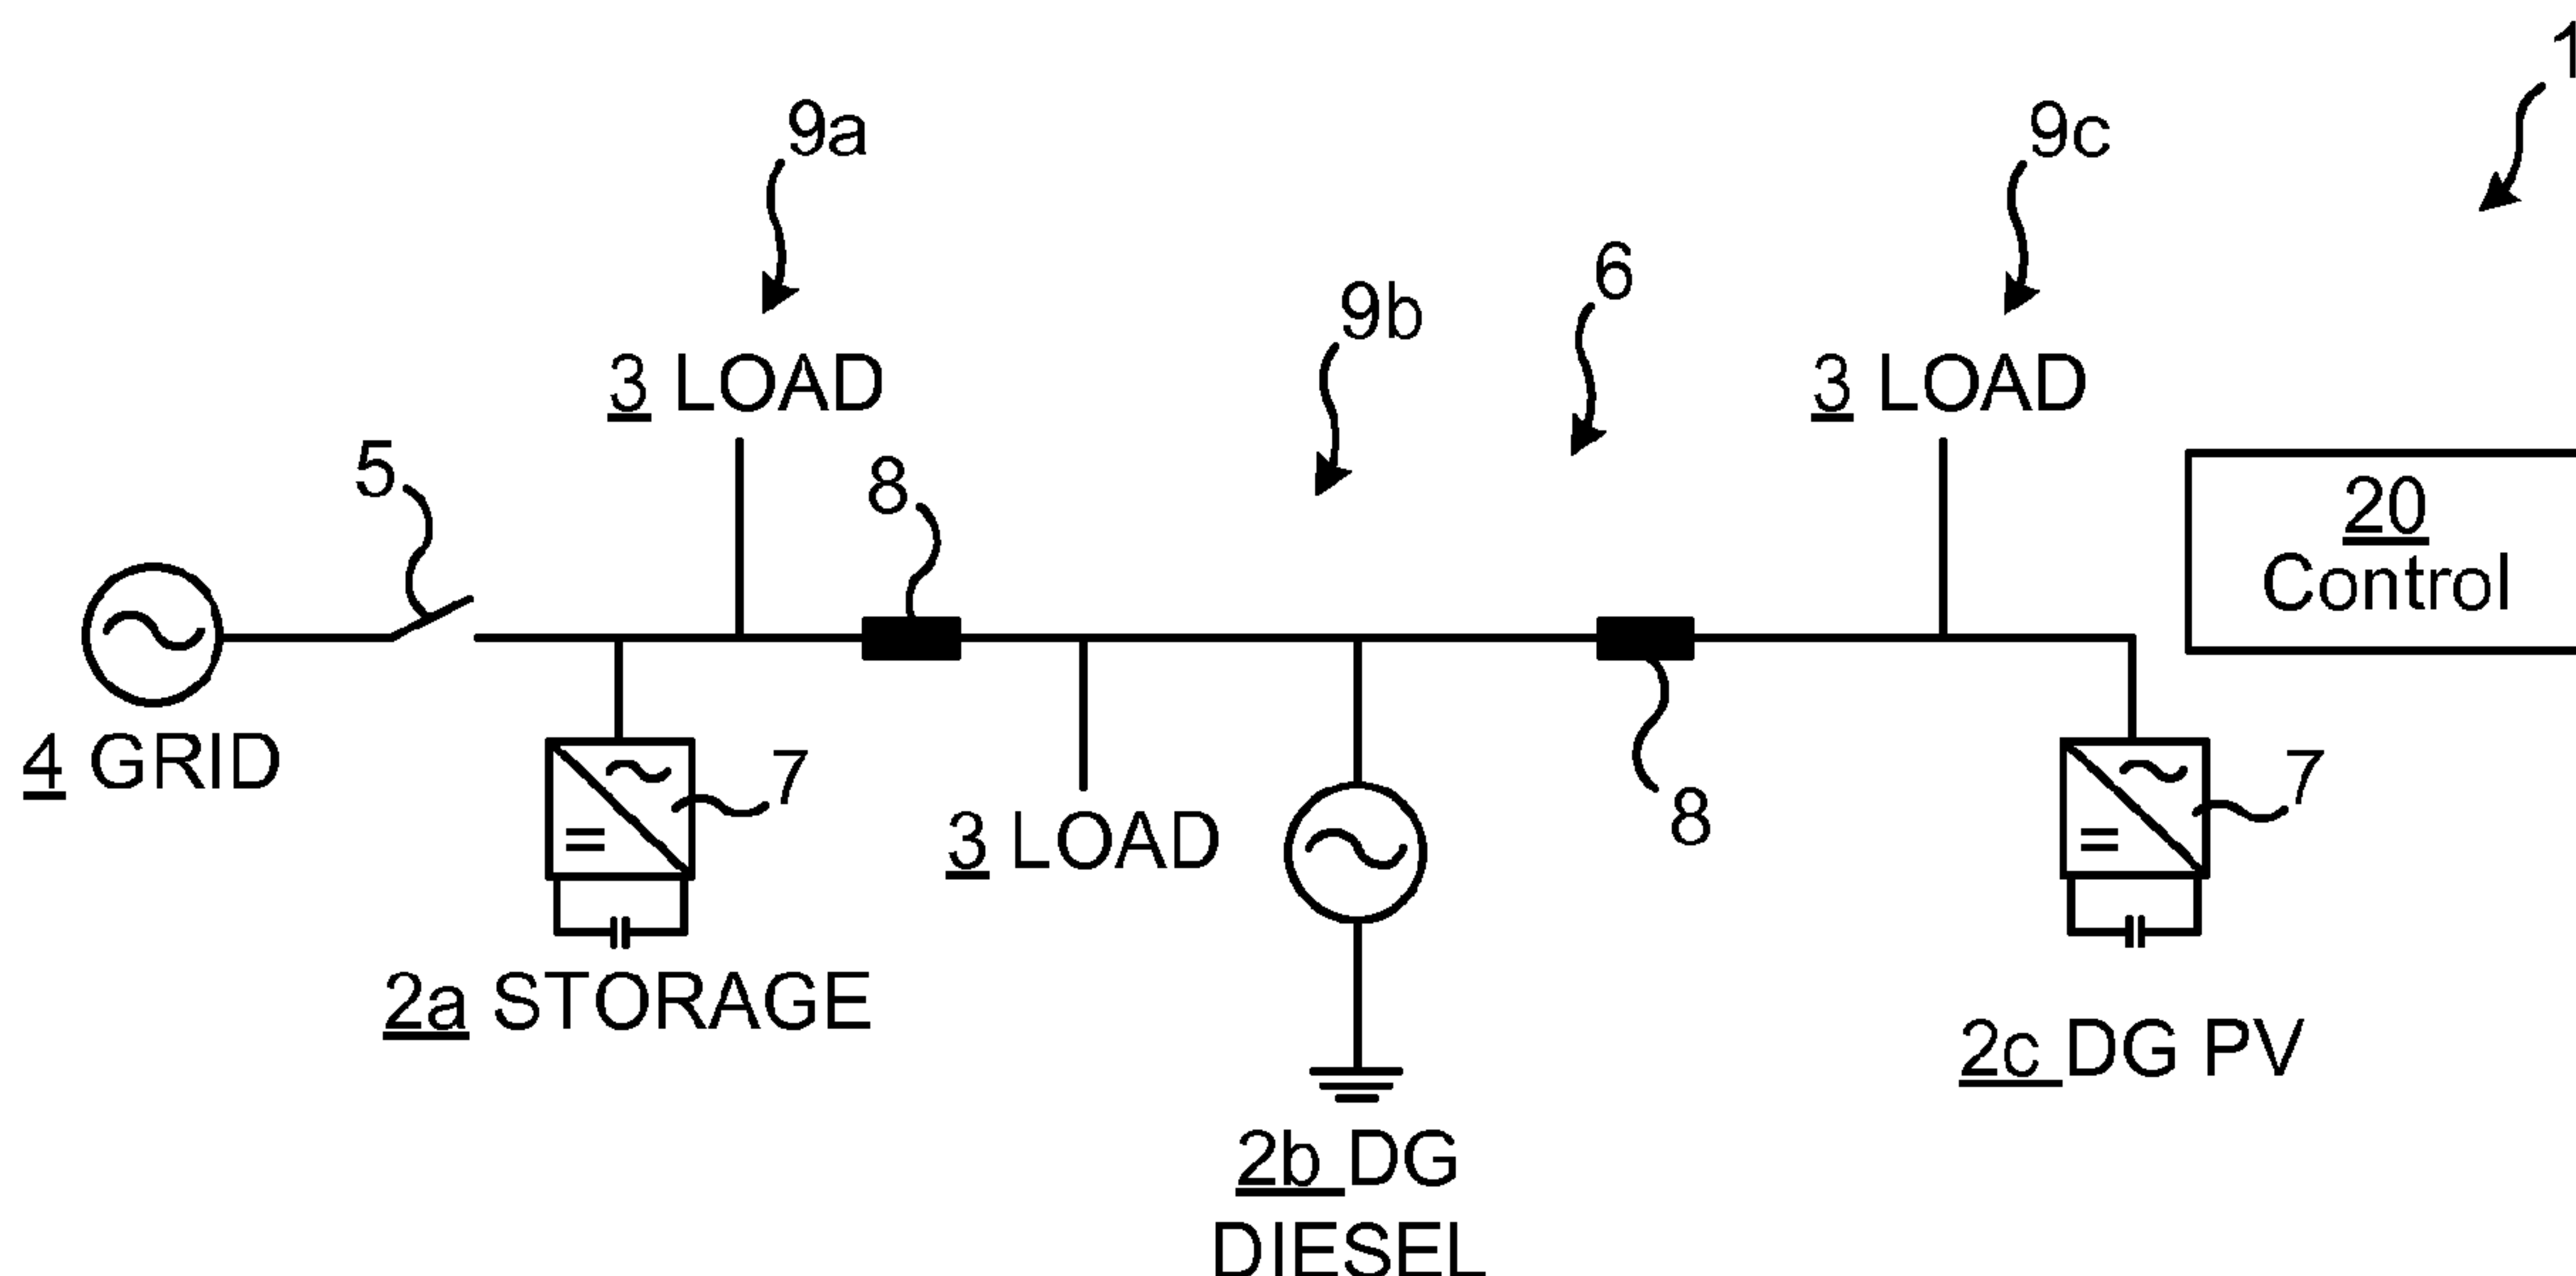 1
9a
9c
6
9b
3 LOAD
3 LOAD
5
8
20
Control
4 GRID
7
7
3 LOAD
8
2a STORAGE
2c DG PV
2b DG
DIESEL